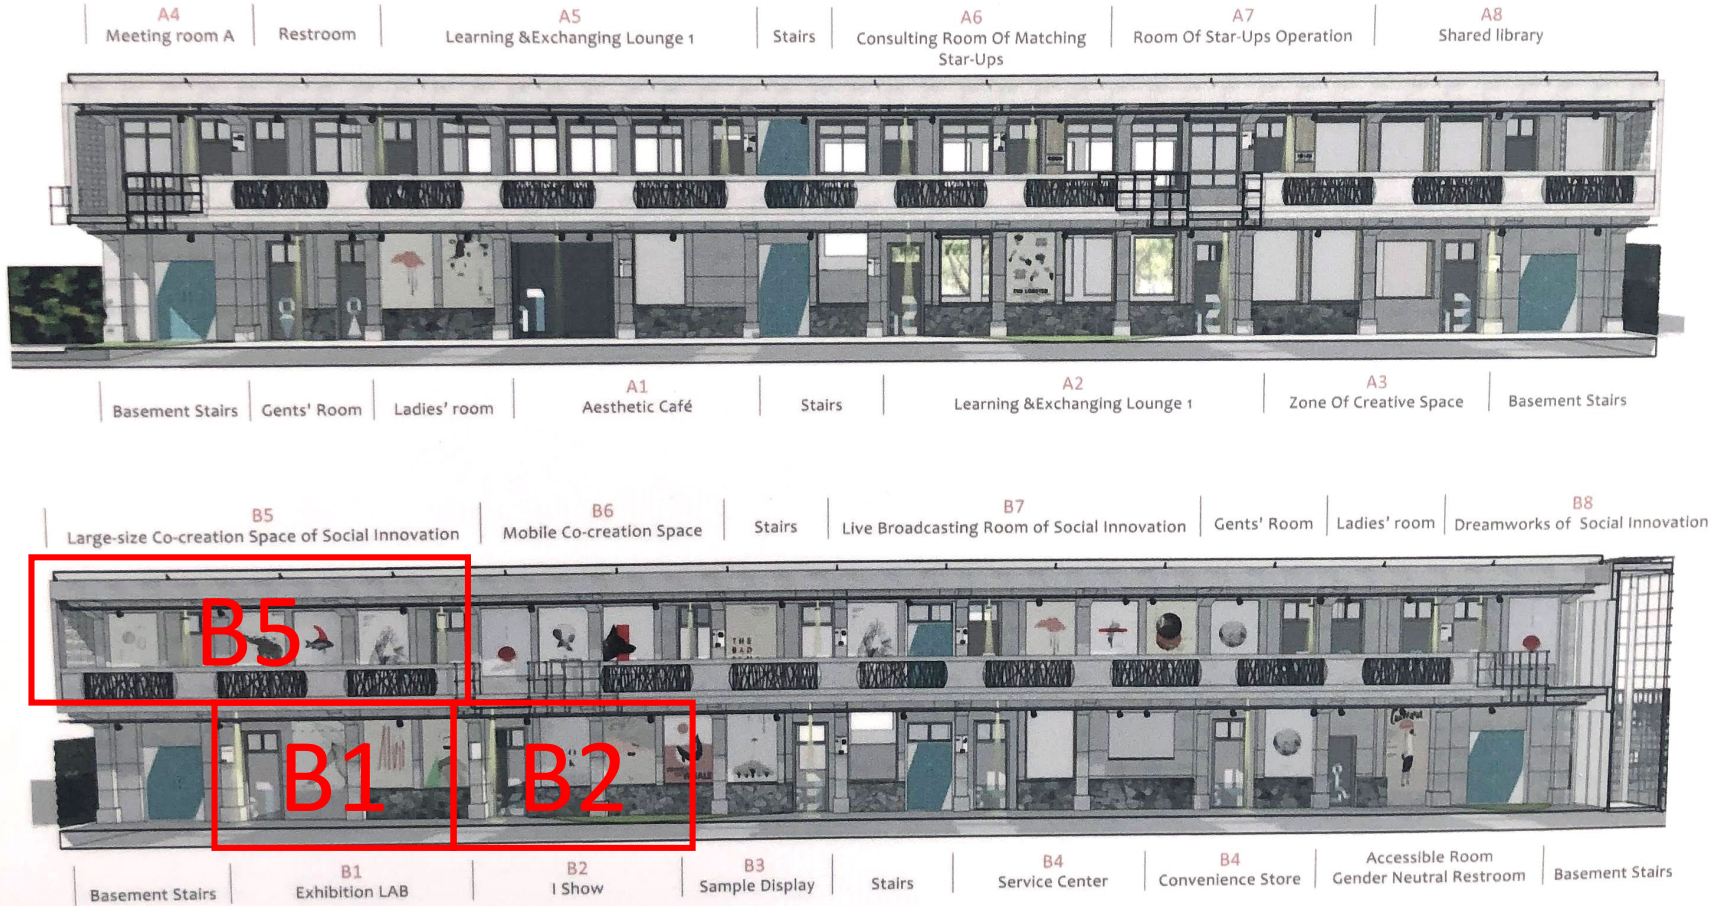 A4
Meeting room A
Restroom
A5
Learning &Exchanging Lounge 1
Stairs
A6
Consulting Room Of Matching
Star-Ups
A7
Room Of Star-Ups Operation
A8
Shared library
Basement Stairs
Gents' Room
Ladies' room
A1
Aesthetic Café
Stairs
A2
Learning &Exchanging Lounge 1
A3
Zone Of Creative Space
Basement Stairs
B5
Large-size Co-creation Space of Social Innovation
B6
Mobile Co-creation Space
Stairs
B7
Live Broadcasting Room of Social Innovation
Gents' Room
Ladies' room
B8
Dreamworks of Social Innovation
B5
THE
BAD
B1
B2
Basement Stairs
B1
Exhibition LAB
B2
I Show
B3
Sample Display
Stairs
B4
Service Center
B4
Convenience Store
Accessible Room
Gender Neutral Restroom
Basement Stairs